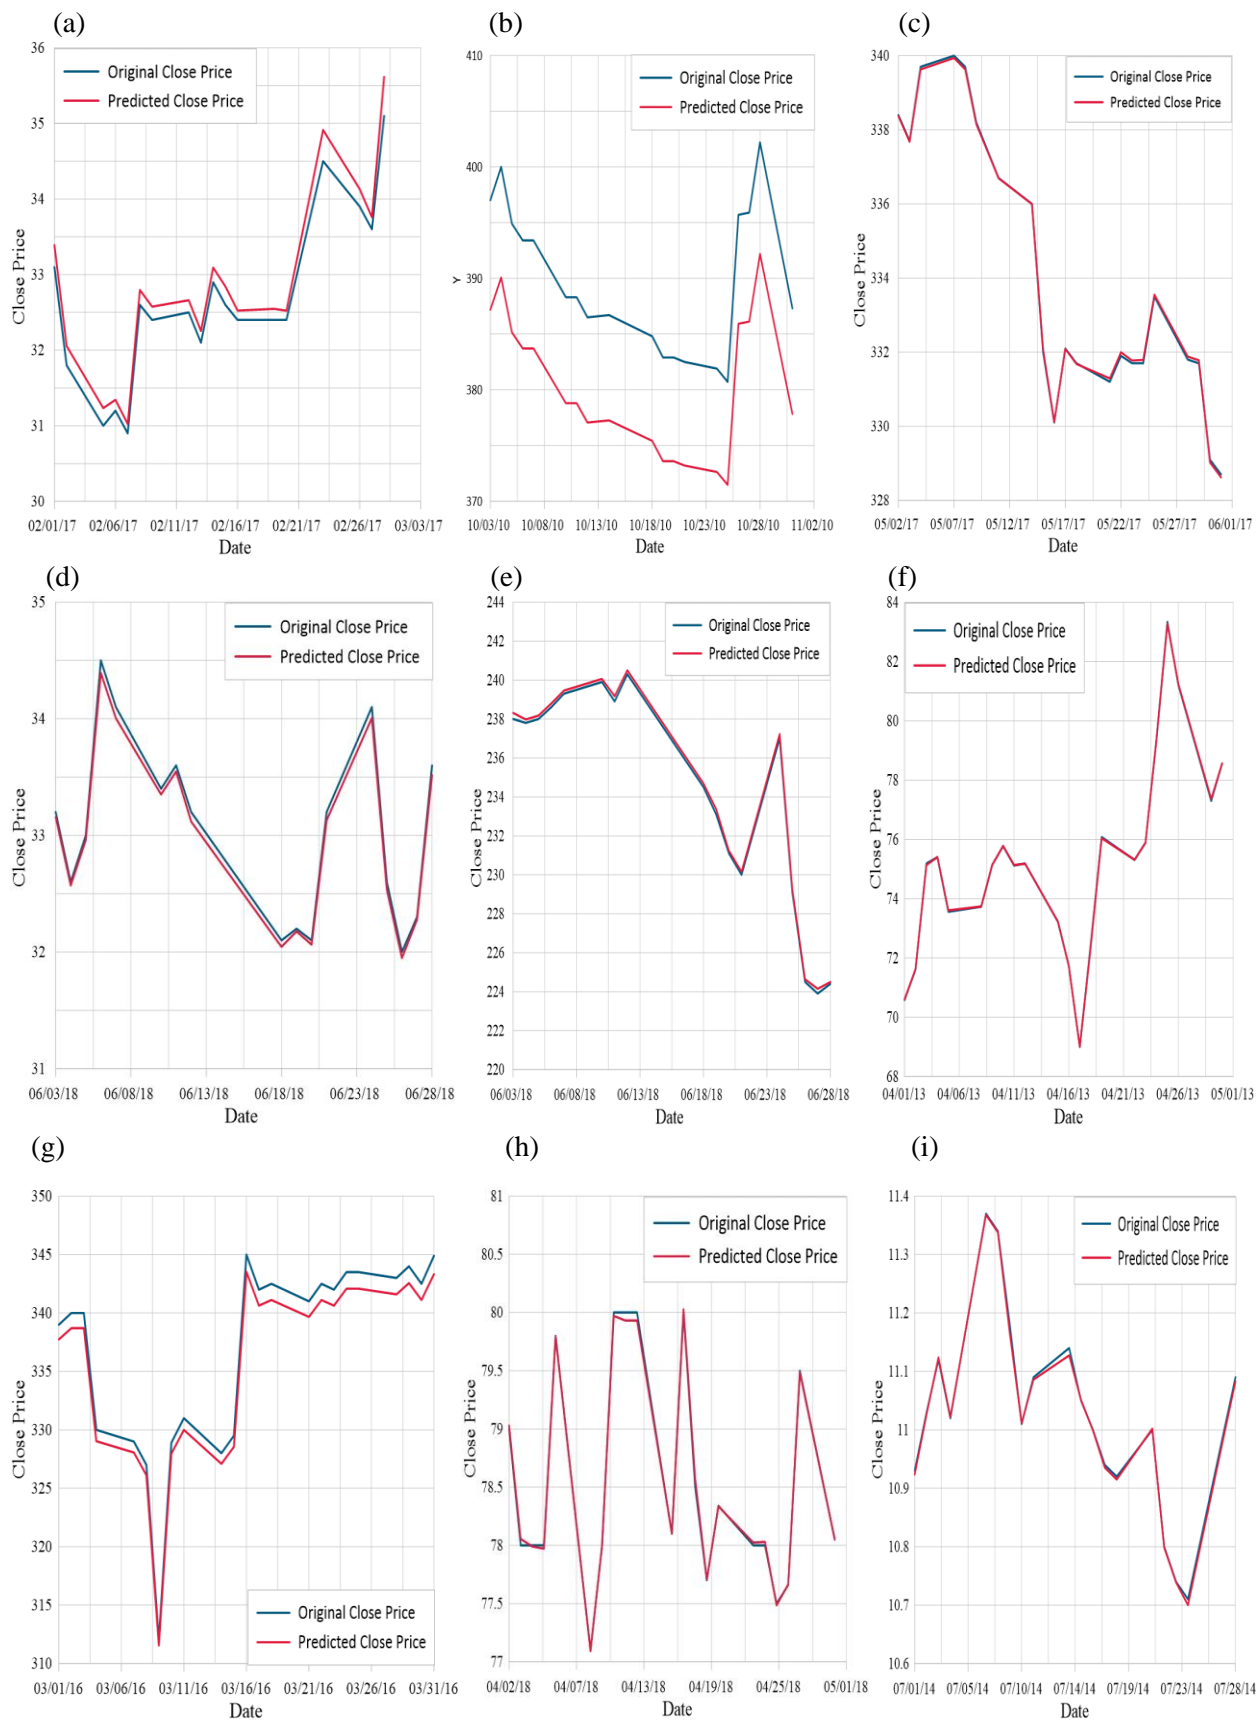 (a)
36
35
34
33
32
31
30
Original Close Price
Predicted Close Price
Close Price
02/01/17 02/06/17 02/11/17 02/16/17 02/21/17 02/26/17 03/03/17
Date
(b)
410
400
390
380
370
Original Close Price
Predicted Close Price
Y
10/03/10 10/08/10 10/13/10 10/18/10 10/23/10 10/28/10 11/02/10
Date
(c)
340
338
336
334
332
330
328
Original Close Price
Predicted Close Price
Close Price
05/02/17 05/07/17 05/12/17 05/17/17 05/22/17 05/27/17 06/01/17
Date
(d)
35
34
33
32
31
Original Close Price
Predicted Close Price
Close Price
06/03/18 06/08/18 06/13/18 06/18/18 06/23/18 06/28/18
Date
(e)
244
242
240
238
236
234
232
230
228
226
224
222
220
Original Close Price
Predicted Close Price
Close Price
06/03/18 06/08/18 06/13/18 06/18/18 06/23/18 06/28/18
Date
(f)
84
82
80
78
76
74
72
70
68
Original Close Price
Predicted Close Price
Close Price
04/01/13 04/06/13 04/11/13 04/16/13 04/21/13 04/26/13 05/01/13
Date
(g)
350
345
340
335
330
325
320
315
310
Original Close Price
Predicted Close Price
Close Price
03/01/16 03/06/16 03/11/16 03/16/16 03/21/16 03/26/16 03/31/16
Date
(h)
81
80.5
80
79.5
79
78.5
78
77.5
77
Original Close Price
Predicted Close Price
Close Price
04/02/18 04/07/18 04/13/18 04/19/18 04/25/18 05/01/18
Date
(i)
11.4
11.3
11.2
11.1
11
10.9
10.8
10.7
10.6
Original Close Price
Predicted Close Price
Close Price
07/01/14 07/05/14 07/10/14 07/14/14 07/19/14 07/23/14 07/28/14
Date